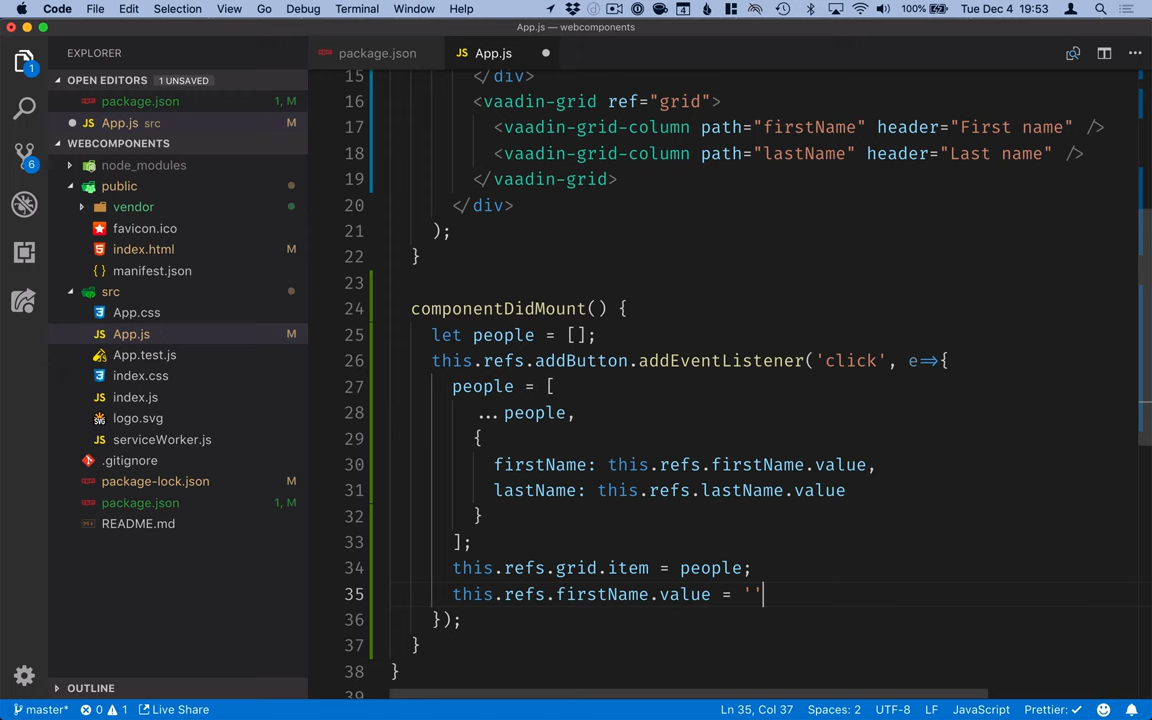 Code File Edit Selection View Go Debug Terminal Window Help 4 100% Tue Dec 4 19:53
App.js — webcomponents
EXPLORER
OPEN EDITORS 1 UNSAVED
package.json 1, M
App.js src M
WEBCOMPONENTS
node_modules
public
vendor
favicon.ico
index.html M
{} manifest.json
src
App.css
JS App.js M
App.test.js
index.css
JS index.js
logo.svg
JS serviceWorker.js
.gitignore
package-lock.json M
package.json 1, M
README.md
OUTLINE
1
6
package.json JS App.js
15 </div>
16 <vaadin-grid ref="grid">
17 <vaadin-grid-column path="firstName" header="First name" />
18 <vaadin-grid-column path="lastName" header="Last name" />
19 </vaadin-grid>
20 </div>
21 );
22 }
23
24 componentDidMount() {
25 let people = [];
26 this.refs.addButton.addEventListener('click', e=>{
27 people = [
28 ...people,
29 {
30 firstName: this.refs.firstName.value,
31 lastName: this.refs.lastName.value
32 }
33 ];
34 this.refs.grid.item = people;
35 this.refs.firstName.value = ''
36 });
37 }
38 }
39
master* 0 1 Live Share Ln 35, Col 37 Spaces: 2 UTF-8 LF JavaScript Prettier: ✓